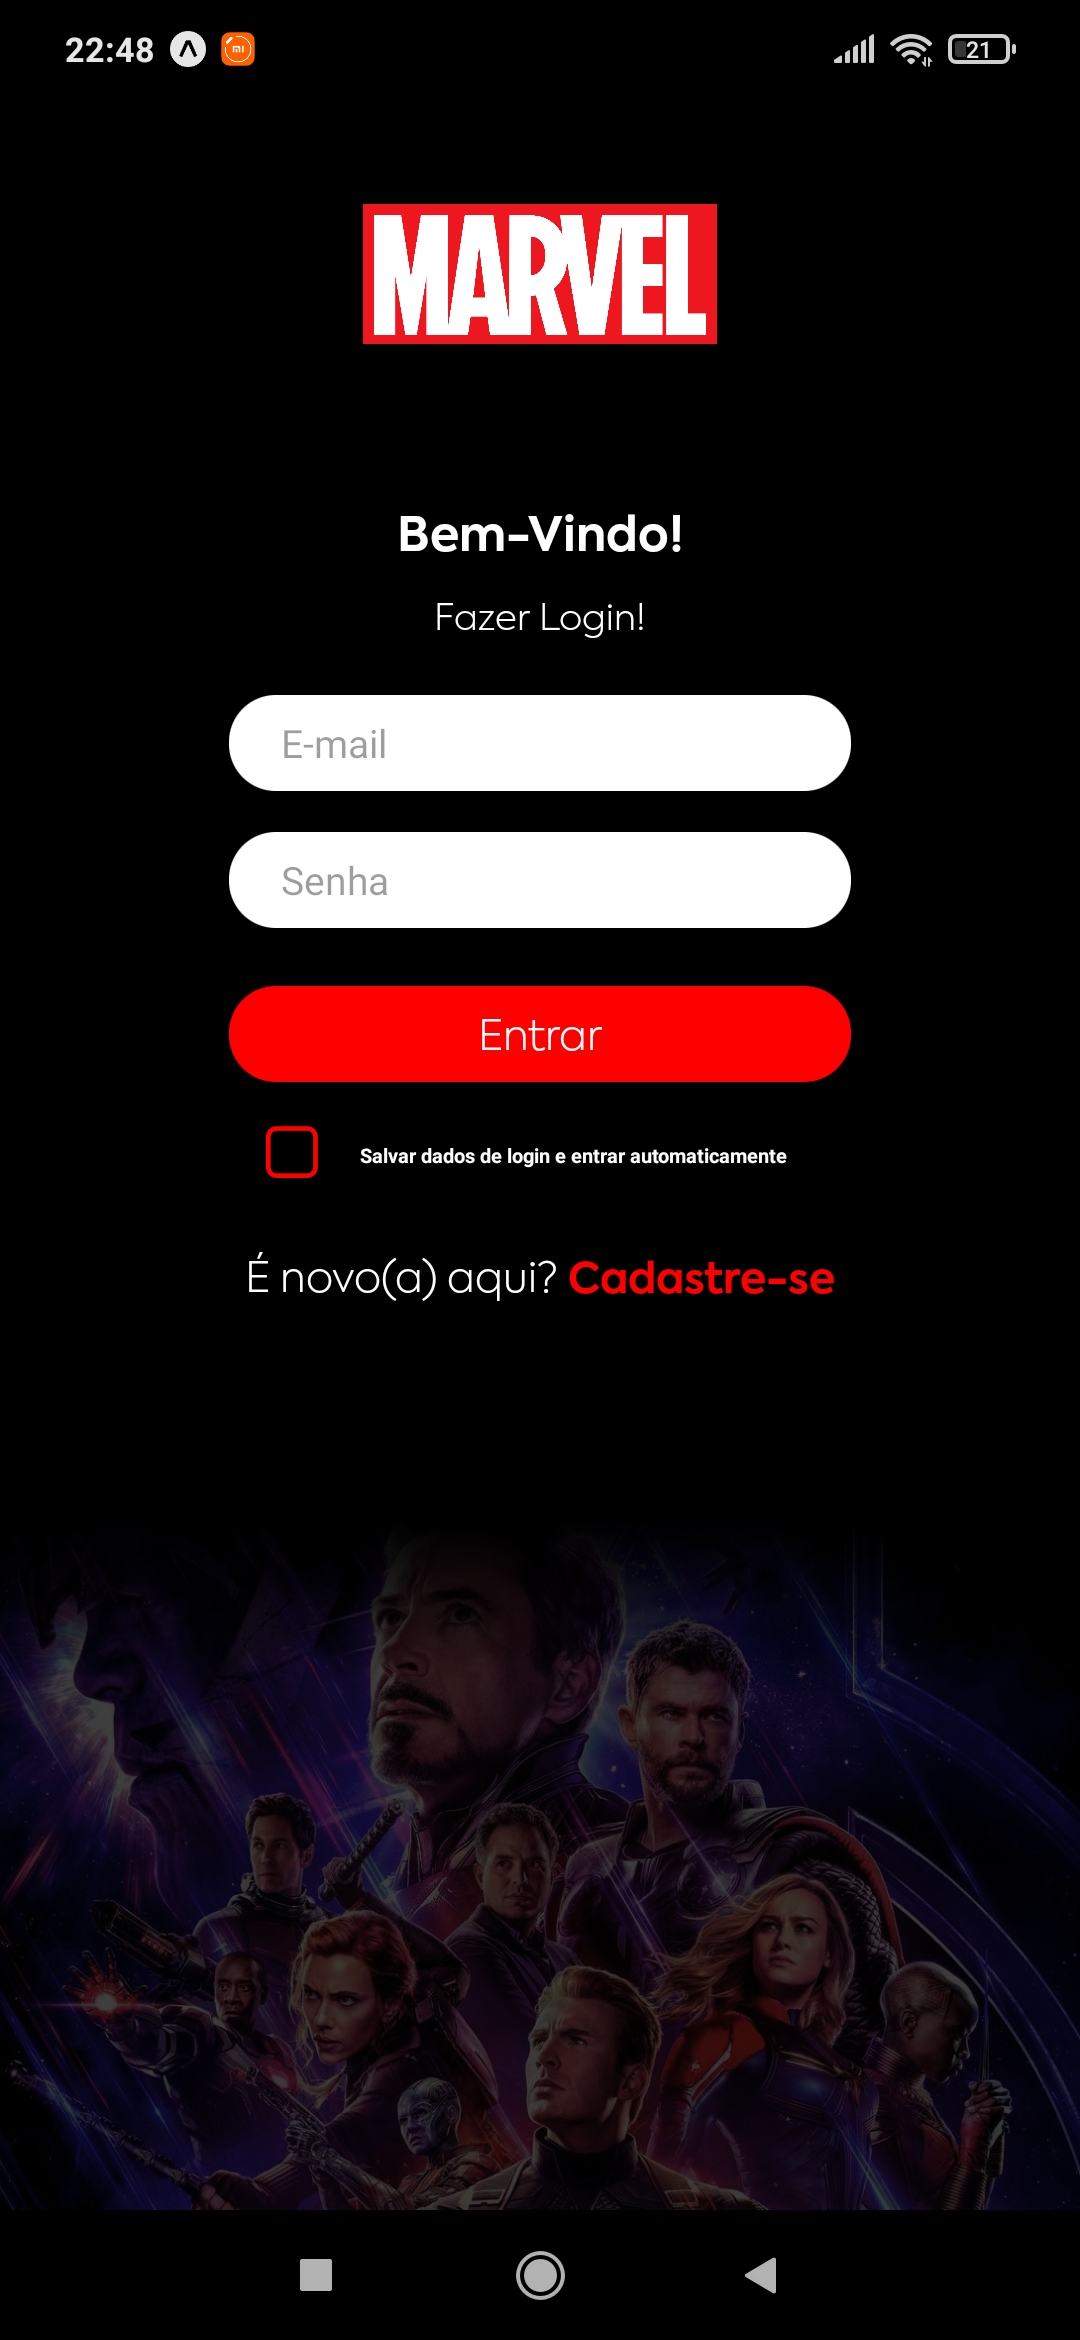 22:48
21
MARVEL
Bem-Vindo!
Fazer Login!
E-mail
Senha
Entrar
Salvar dados de login e entrar automaticamente
É novo(a) aqui? Cadastre-se